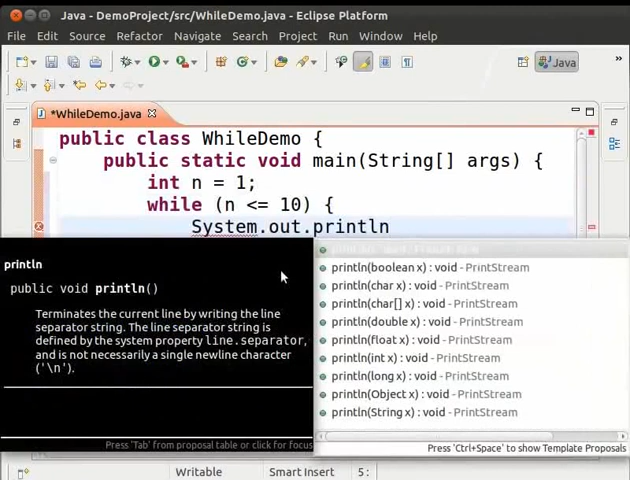 Java - DemoProject/src/WhileDemo.java - Eclipse Platform
File Edit Source Refactor Navigate Search Project Run Window Help
Java »
*WhileDemo.java
public class WhileDemo {
public static void main(String[] args) {
int n = 1;
while (n <= 10) {
System.out.println
println
public void println()
Terminates the current line by writing the line
separator string. The line separator string is
defined by the system property line.separator,
and is not necessarily a single newline character
('\n').
Press 'Tab' from proposal table or click for focus
println(boolean x) : void - PrintStream
println(char x) : void - PrintStream
println(char[] x) : void - PrintStream
println(double x) : void - PrintStream
println(float x) : void - PrintStream
println(int x) : void - PrintStream
println(long x) : void - PrintStream
println(Object x) : void - PrintStream
println(String x) : void - PrintStream
Press 'Ctrl+Space' to show Template Proposals
Writable Smart Insert 5 :